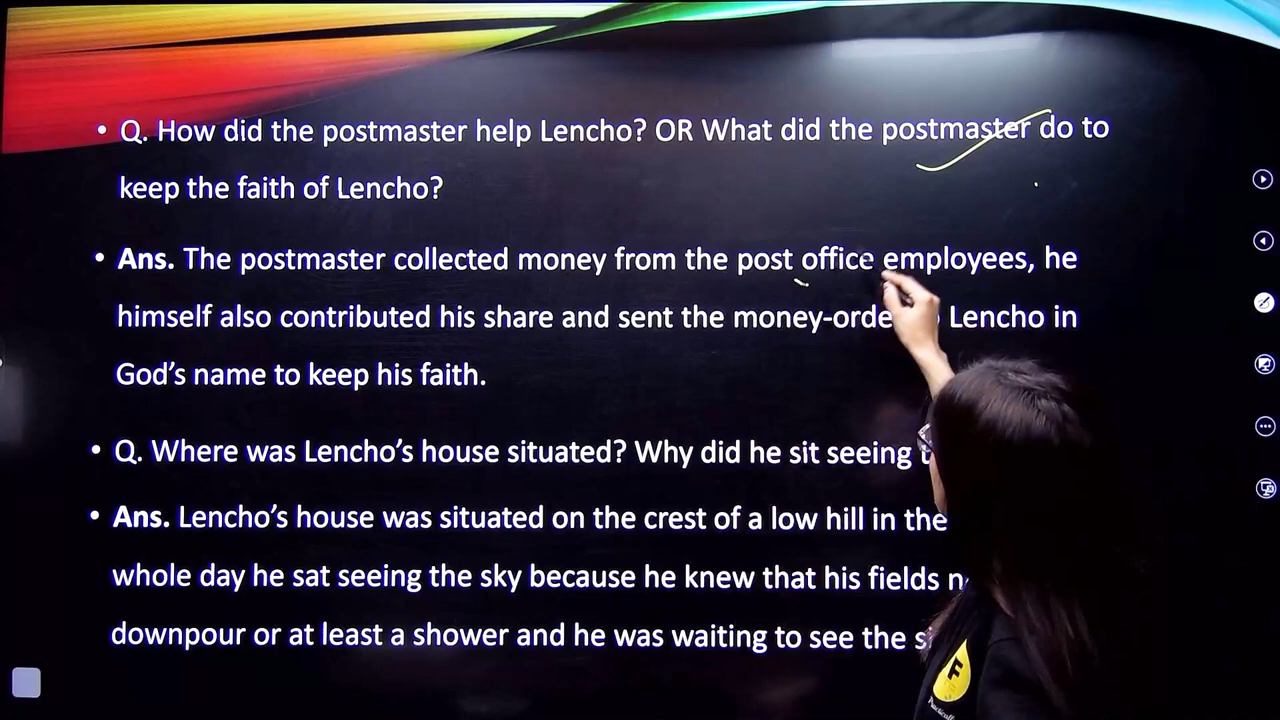 • Q. How did the postmaster help Lencho? OR What did the postmaster do to
keep the faith of Lencho?
• Ans. The postmaster collected money from the post office employees, he
himself also contributed his share and sent the money-orde Lencho in
God's name to keep his faith.
• Q. Where was Lencho's house situated? Why did he sit seeing
• Ans. Lencho's house was situated on the crest of a low hill in the
whole day he sat seeing the sky because he knew that his fields
downpour or at least a shower and he was waiting to see the
F